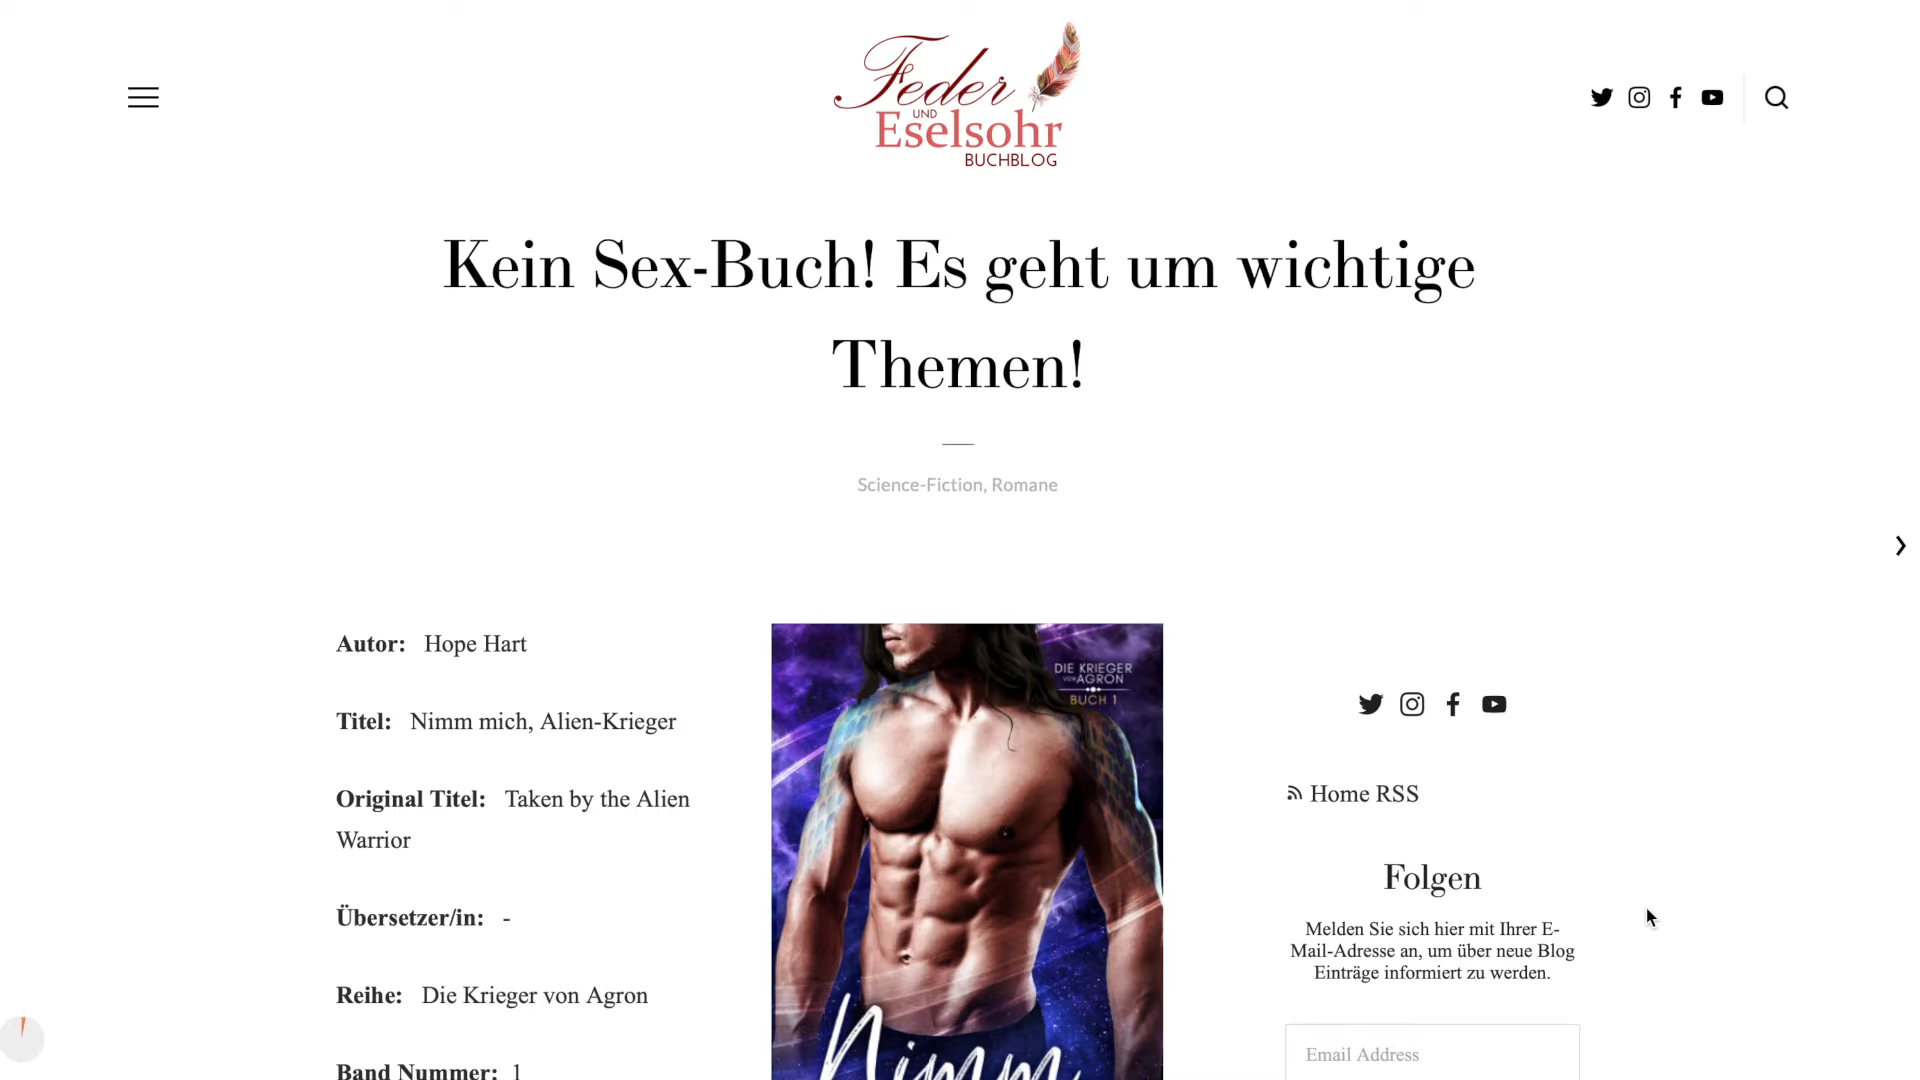 Feder
UND
Eselsohr
BUCHBLOG
Kein Sex-Buch! Es geht um wichtige
Themen!
Science-Fiction, Romane
Autor: Hope Hart
Titel: Nimm mich, Alien-Krieger
Original Titel: Taken by the Alien
Warrior
Übersetzer/in: -
Reihe: Die Krieger von Agron
Band Nummer: 1
DIE KRIEGER
VON AGRON
BUCH 1
Nimm
Home RSS
Folgen
Melden Sie sich hier mit Ihrer E-
Mail-Adresse an, um über neue Blog
Einträge informiert zu werden.
Email Address